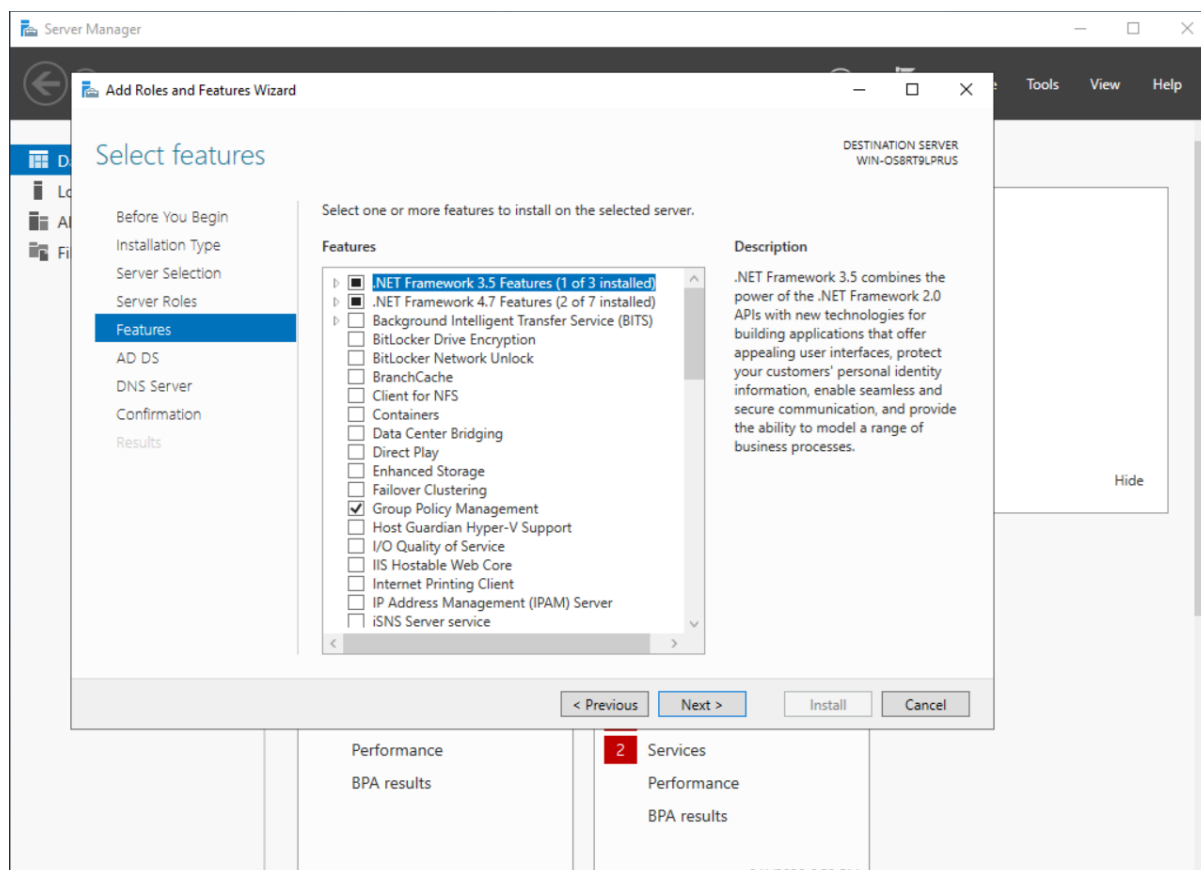 Server Manager
Tools
View
Help
Add Roles and Features Wizard
Select features
DESTINATION SERVER
WIN-OS8RT9LPRUS
Before You Begin
Installation Type
Server Selection
Server Roles
Features
AD DS
DNS Server
Confirmation
Results
Select one or more features to install on the selected server.
Features
.NET Framework 3.5 Features (1 of 3 installed)
.NET Framework 4.7 Features (2 of 7 installed)
Background Intelligent Transfer Service (BITS)
BitLocker Drive Encryption
BitLocker Network Unlock
BranchCache
Client for NFS
Containers
Data Center Bridging
Direct Play
Enhanced Storage
Failover Clustering
Group Policy Management
Host Guardian Hyper-V Support
I/O Quality of Service
IIS Hostable Web Core
Internet Printing Client
IP Address Management (IPAM) Server
iSNS Server service
Description
.NET Framework 3.5 combines the
power of the .NET Framework 2.0
APIs with new technologies for
building applications that offer
appealing user interfaces, protect
your customers' personal identity
information, enable seamless and
secure communication, and provide
the ability to model a range of
business processes.
Hide
< Previous
Next >
Install
Cancel
Performance
BPA results
2 Services
Performance
BPA results